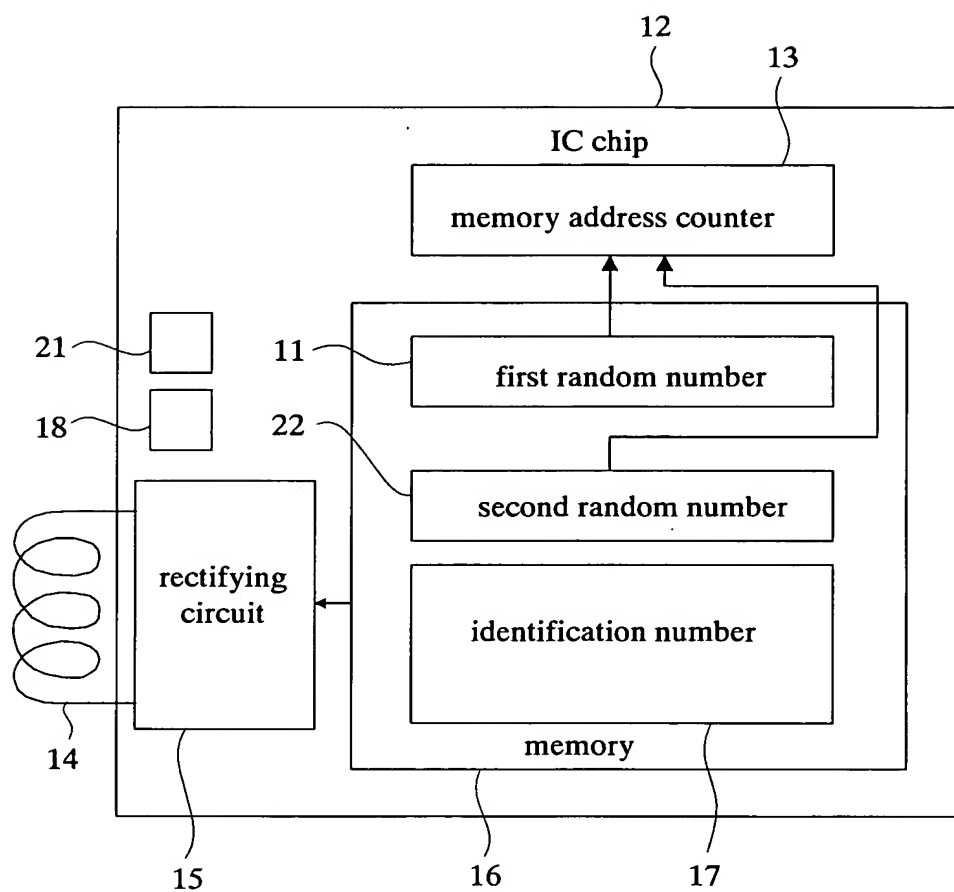 12
13
IC chip
memory address counter
21
11
first random number
18
22
second random number
rectifying
circuit
identification number
14
memory
15
16
17